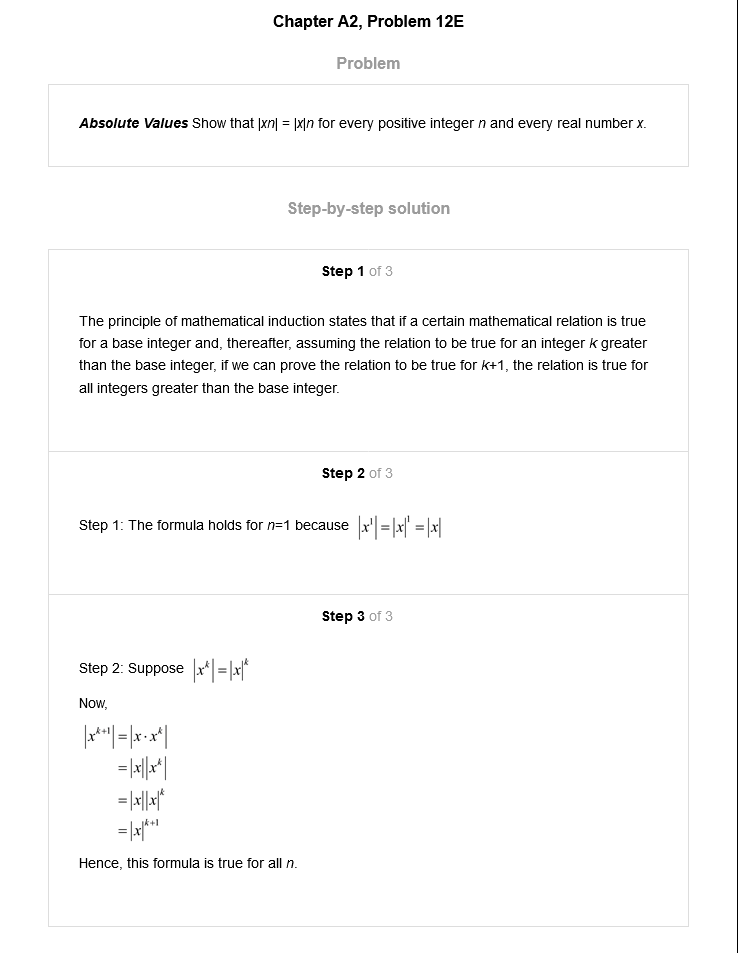 Chapter A2, Problem 12E
Problem
Absolute Values Show that |xn| = |x|n for every positive integer n and every real number x.
Step-by-step solution
Step 1 of 3
The principle of mathematical induction states that if a certain mathematical relation is true
for a base integer and, thereafter, assuming the relation to be true for an integer k greater
than the base integer, if we can prove the relation to be true for k+1, the relation is true for
all integers greater than the base integer.
Step 2 of 3
Step 1: The formula holds for n=1 because |x¹| = |x|¹ = |x|
Step 3 of 3
Step 2: Suppose |xᵏ| = |x|ᵏ
Now,
|xᵏ⁺¹| = |x · xᵏ|
= |x||xᵏ|
= |x||x|ᵏ
= |x|ᵏ⁺¹
Hence, this formula is true for all n.